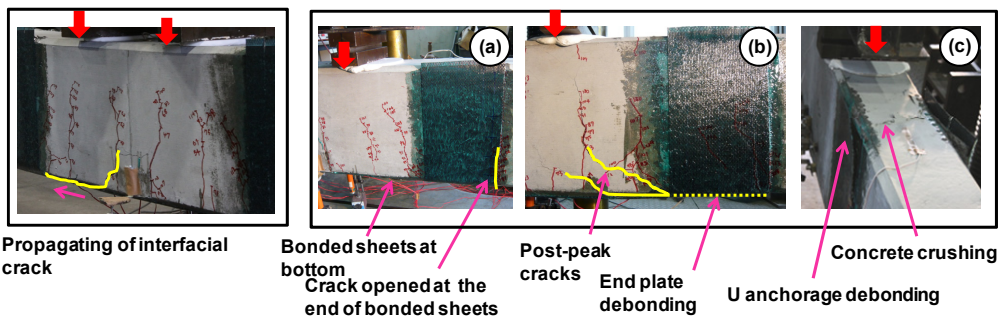 (a)
(b)
(c)
Propagating of interfacial
crack
Bonded sheets at
bottom
Crack opened at the
end of bonded sheets
Post-peak
cracks
End plate
debonding
Concrete crushing
U anchorage debonding